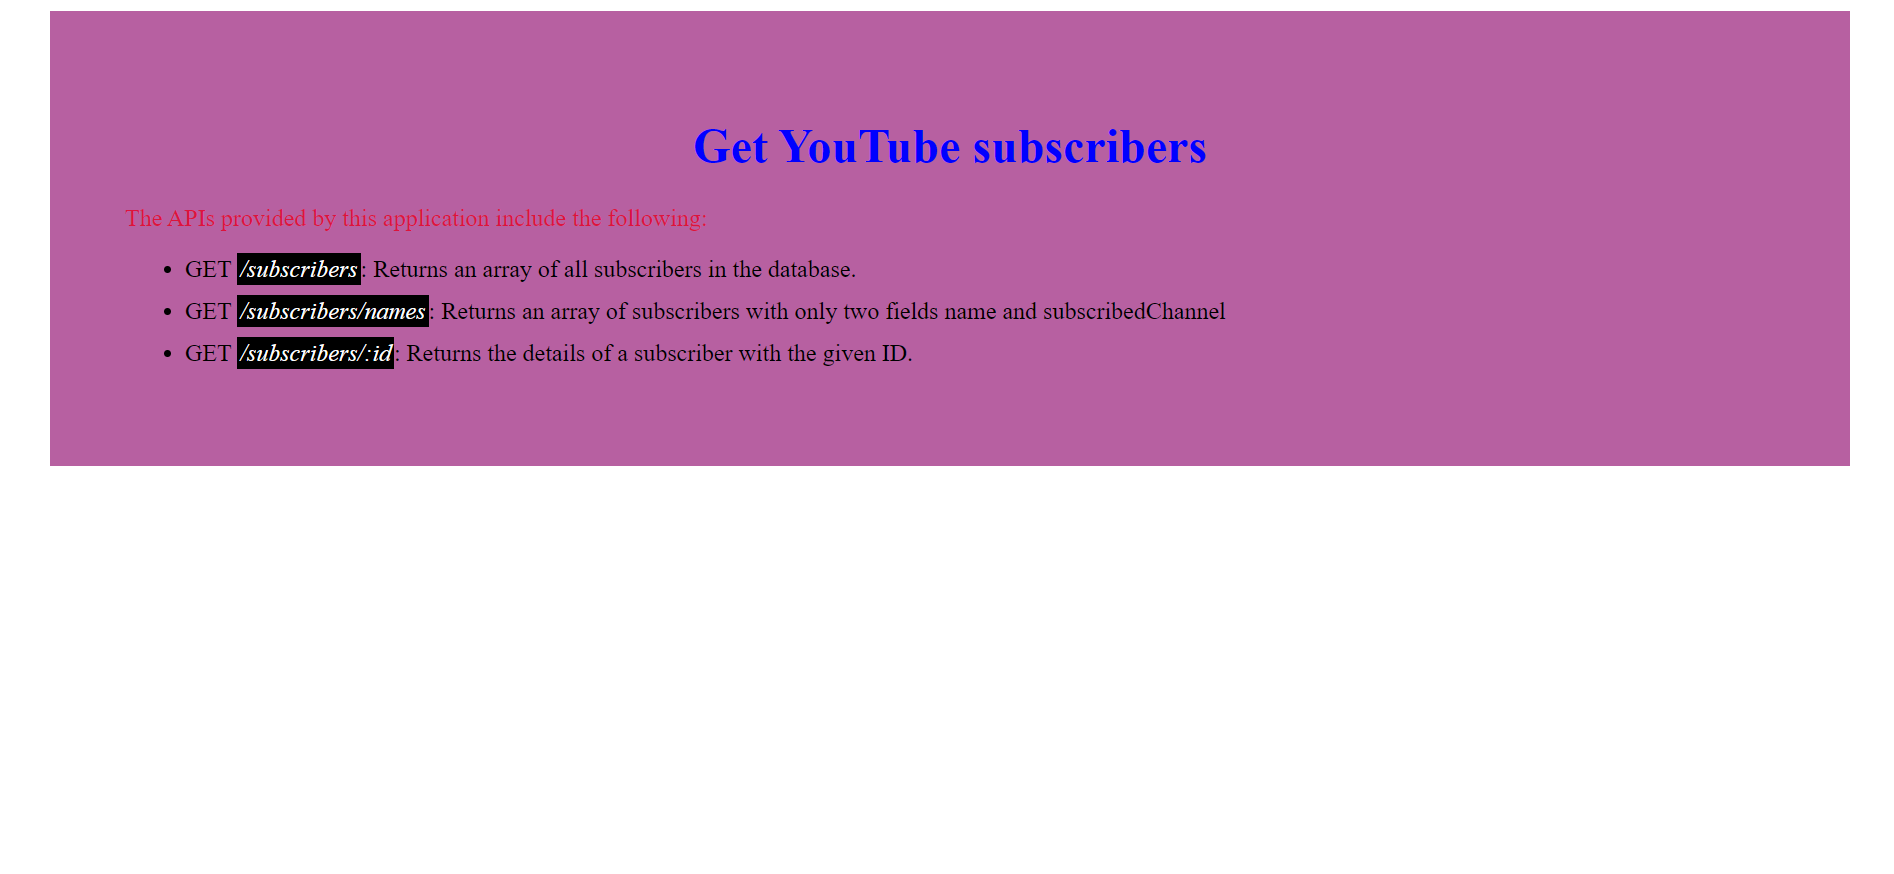 Get YouTube subscribers
The APIs provided by this application include the following:
• GET /subscribers: Returns an array of all subscribers in the database.
• GET /subscribers/names: Returns an array of subscribers with only two fields name and subscribedChannel
• GET /subscribers/:id: Returns the details of a subscriber with the given ID.